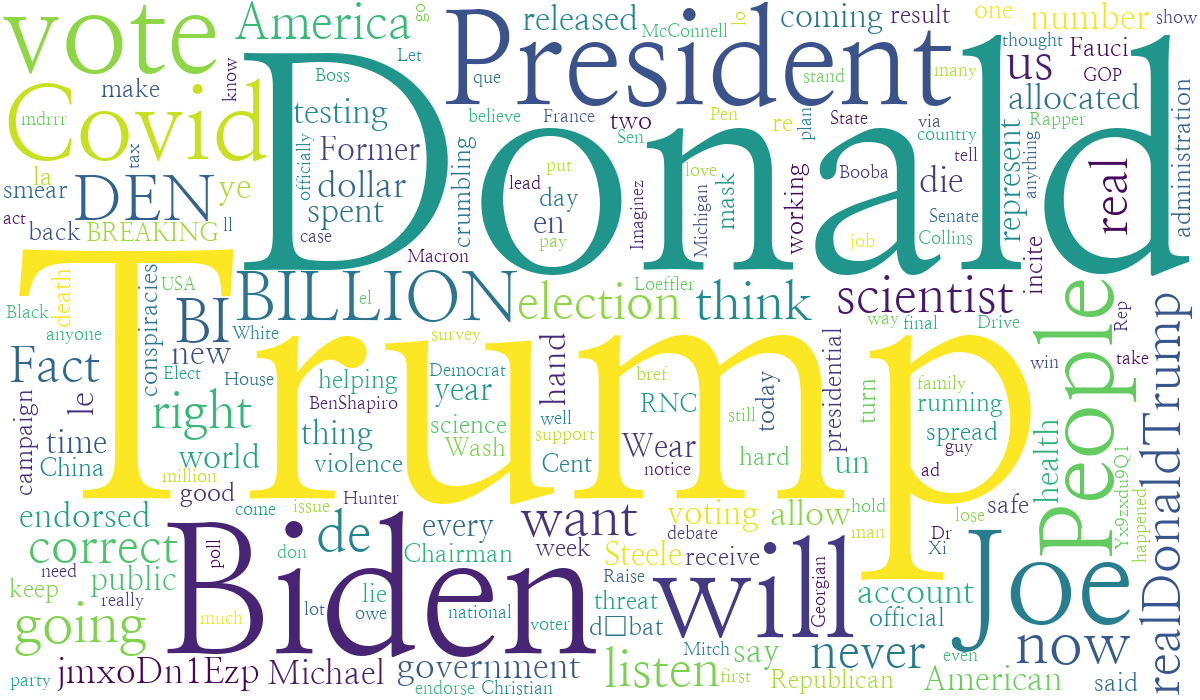 vote
America
go
released
McConnell
lo
coming
result
one
number
show
President
Let
Boss
know
make
mdrrr
Covid
Donald
que
believe
France
two
Sen
Pen
re
plan
stand
State
many
via
country
tell
thought
us
Fauci
GOP
allocated
Rapper
anything
represent
administration
testing
Former
dollar
spent
officially
case
crumbling
lead
put
day
en
pay
Macron
Imaginez
love
Michigan
mask
working
Booba
job
die
Senate
Collins
incite
real
tax
la
smear
act
back
DEN
BREAKING
ye
ll
death
USA
conspiracies
Black
anyone
BI
BILLION
el
White
new
election
Loeffler
think
scientist
way
final
Drive
People
Rep
realDonaldTrump
Trump
Fact
Elect
House
le
campaign
time
China
right
world
million
good
helping
BenShapiro
thing
violence
Hunter
survey
Democrat
year
science
Wash
bref
well
support
Cent
hand
RNC
still
Wear
notice
today
hard
presidential
turn
un
family
running
spread
guy
ad
win
take
health
Yx9zxdu9Q1
happened
endorsed
come
issue
correct
need
keep
really
public
going
poll
much
don
lot
de
lie
owe
every
Chairman
week
want
Steele
Raise
voting
debate
receive
allow
hold
man
Dr
Xi
lose
safe
Biden
will
Georgian
account
official
Joe
now
national
voter
threat
d□bat
Mitch
say
never
even
party
jmxoDn1Ezp
Michael
government
endorse
Christian
listen
first
Republican
American
said